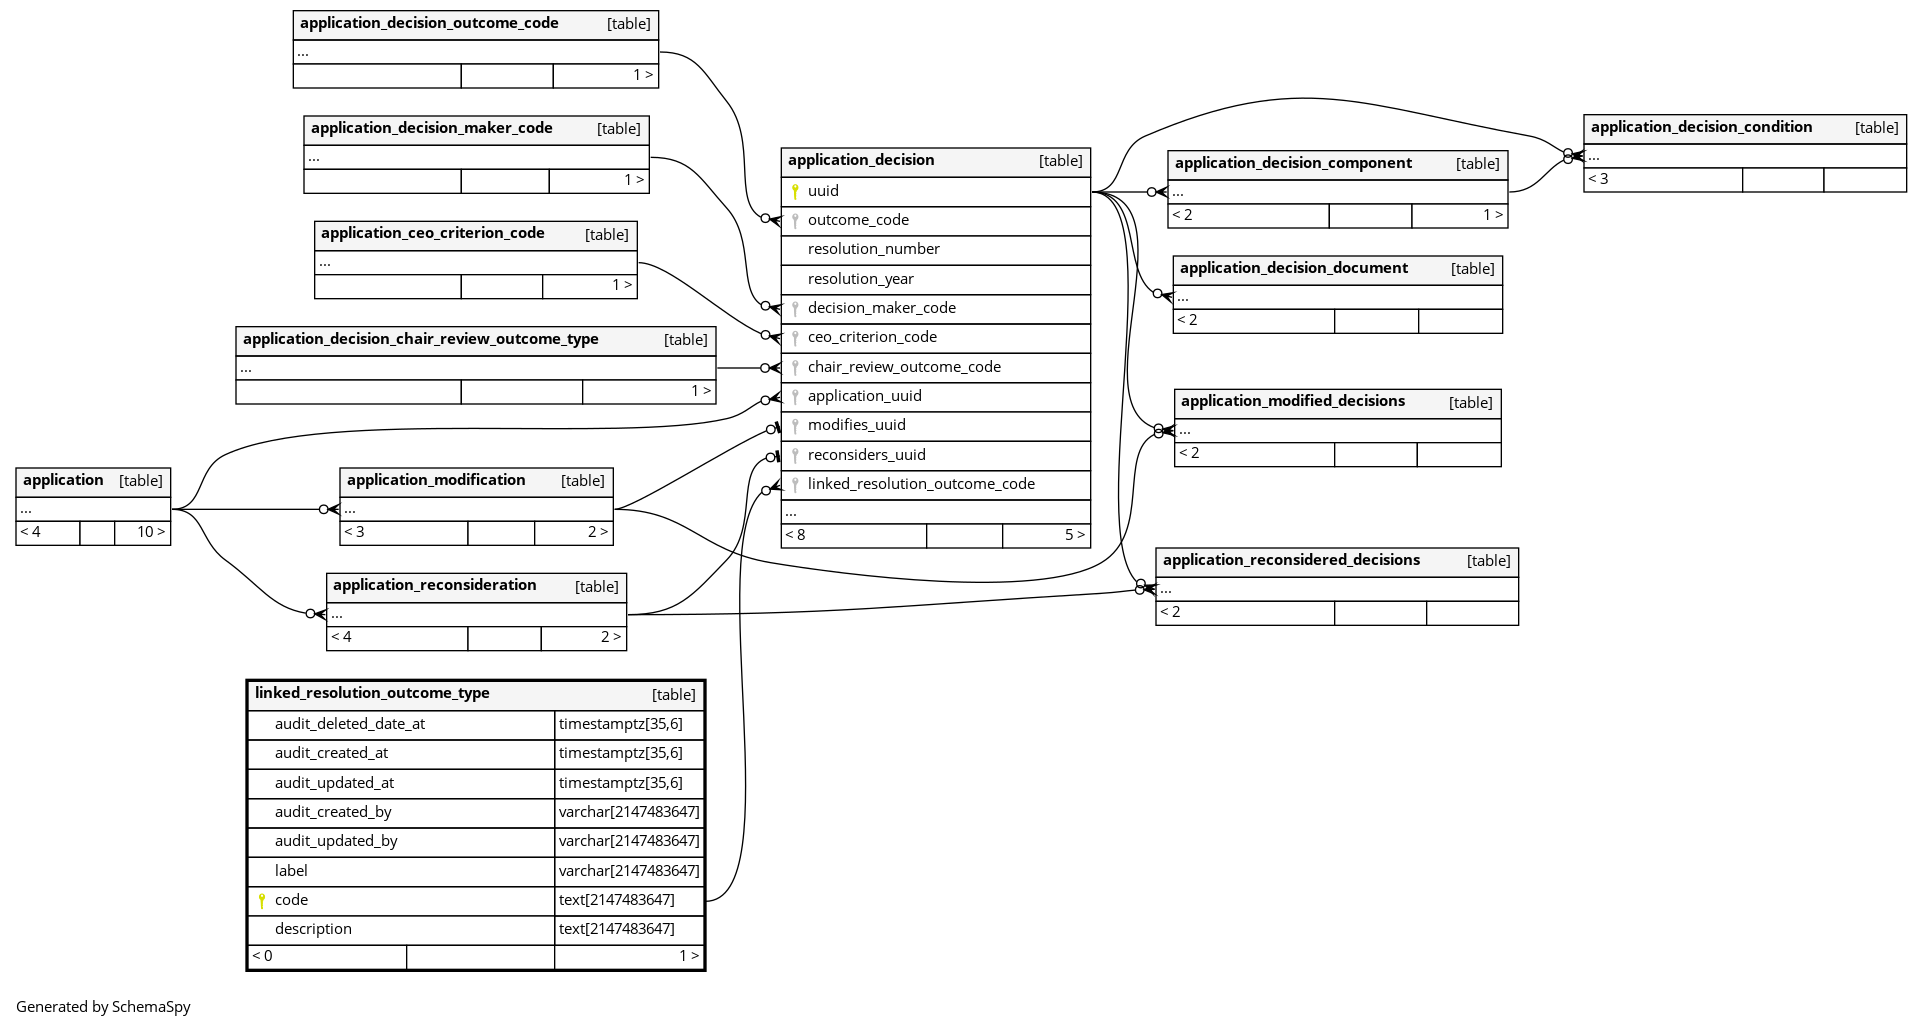 application_decision_outcome_code [table]
...
1 >
application_decision_maker_code [table]
...
1 >
application_ceo_criterion_code [table]
...
1 >
application_decision_chair_review_outcome_type [table]
...
1 >
application [table]
...
< 4 10 >
application_modification [table]
...
< 3 2 >
application_reconsideration [table]
...
< 4 2 >
linked_resolution_outcome_type [table]
audit_deleted_date_at timestamptz[35,6]
audit_created_at timestamptz[35,6]
audit_updated_at timestamptz[35,6]
audit_created_by varchar[2147483647]
audit_updated_by varchar[2147483647]
label varchar[2147483647]
code text[2147483647]
description text[2147483647]
< 0 1 >
application_decision [table]
uuid
outcome_code
resolution_number
resolution_year
decision_maker_code
ceo_criterion_code
chair_review_outcome_code
application_uuid
modifies_uuid
reconsiders_uuid
linked_resolution_outcome_code
...
< 8 5 >
application_decision_component [table]
...
< 2 1 >
application_decision_document [table]
...
< 2
application_modified_decisions [table]
...
< 2
application_reconsidered_decisions [table]
...
< 2
application_decision_condition [table]
...
< 3
Generated by SchemaSpy